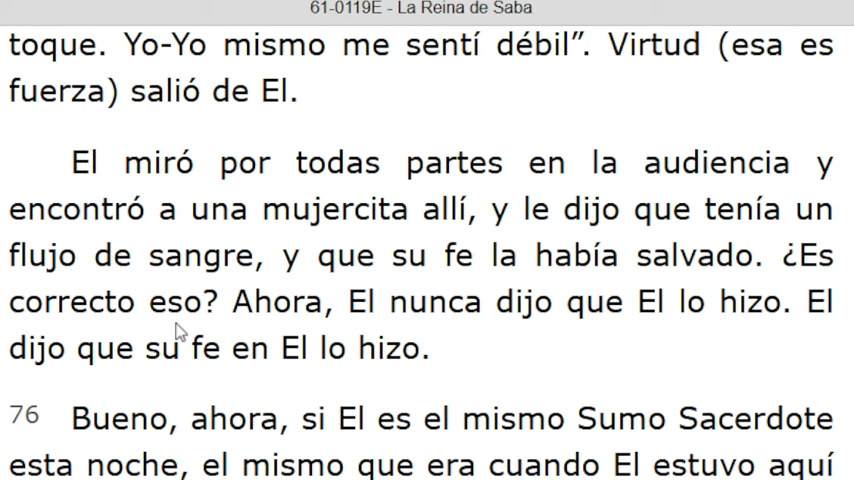 61-0119E - La Reina de Saba
toque. Yo-Yo mismo me sentí débil”. Virtud (esa es
fuerza) salió de El.
El miró por todas partes en la audiencia y
encontró a una mujercita allí, y le dijo que tenía un
flujo de sangre, y que su fe la había salvado. ¿Es
correcto eso? Ahora, El nunca dijo que El lo hizo. El
dijo que su fe en El lo hizo.
76 Bueno, ahora, si El es el mismo Sumo Sacerdote
esta noche, el mismo que era cuando El estuvo aquí